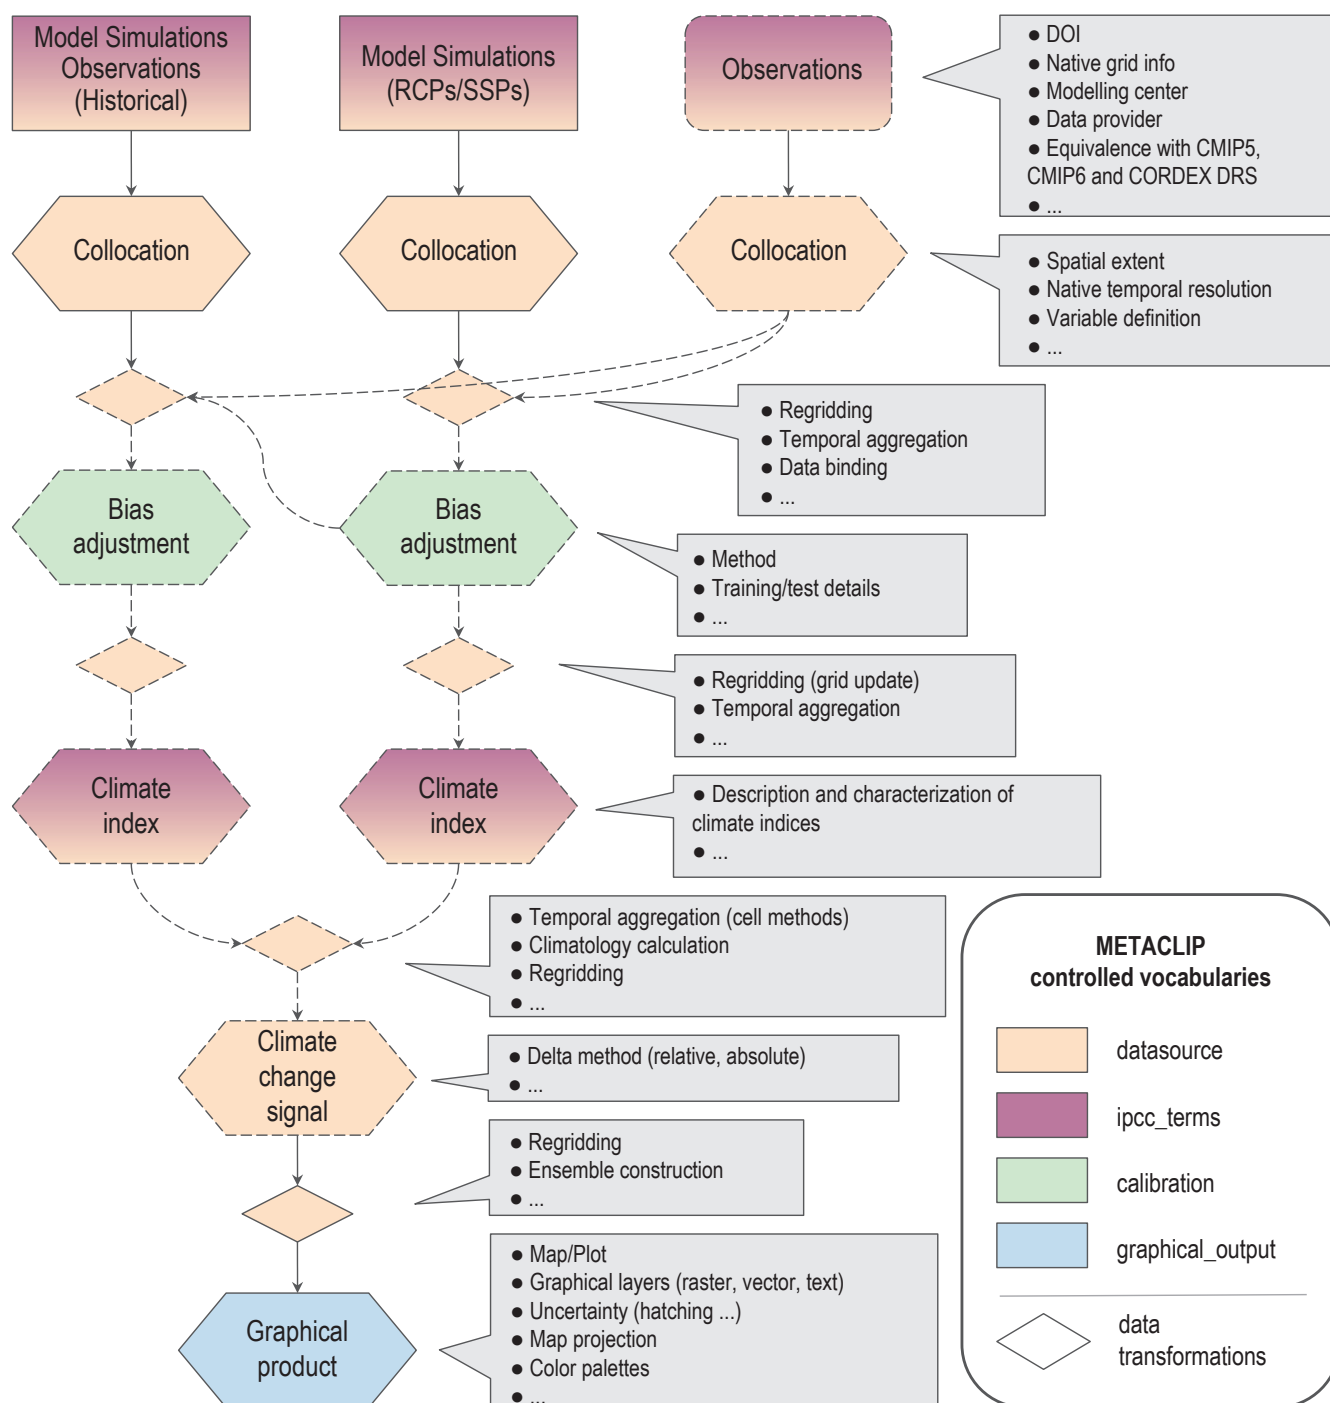 Model Simulations
Observations
(Historical)
Model Simulations
(RCPs/SSPs)
Observations
● DOI
● Native grid info
● Modelling center
● Data provider
● Equivalence with CMIP5,
CMIP6 and CORDEX DRS
● ...
Collocation
Collocation
Collocation
● Spatial extent
● Native temporal resolution
● Variable definition
● ...
● Regridding
● Temporal aggregation
● Data binding
● ...
Bias
adjustment
Bias
adjustment
● Method
● Training/test details
● ...
● Regridding (grid update)
● Temporal aggregation
● ...
Climate
index
Climate
index
● Description and characterization of
climate indices
● ...
● Temporal aggregation (cell methods)
● Climatology calculation
● Regridding
● ...
Climate
change
signal
● Delta method (relative, absolute)
● ...
● Regridding
● Ensemble construction
● ...
Graphical
product
● Map/Plot
● Graphical layers (raster, vector, text)
● Uncertainty (hatching ...)
● Map projection
● Color palettes
● ...
METACLIP
controlled vocabularies
datasource
ipcc_terms
calibration
graphical_output
data
transformations